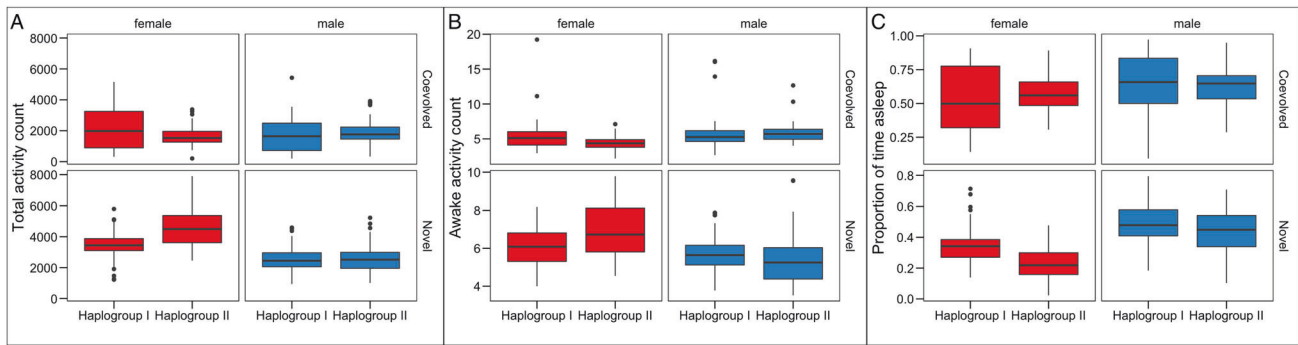 A
female
male
Total activity count
8000
6000
4000
2000
0
Coevolved
8000
6000
4000
2000
0
Novel
Haplogroup I
Haplogroup II
Haplogroup I
Haplogroup II
B
female
male
Awake activity count
20
15
10
5
0
Coevolved
10
8
6
4
Novel
Haplogroup I
Haplogroup II
Haplogroup I
Haplogroup II
C
female
male
Proportion of time asleep
1.00
0.75
0.50
0.25
Coevolved
0.8
0.6
0.4
0.2
0.0
Novel
Haplogroup I
Haplogroup II
Haplogroup I
Haplogroup II